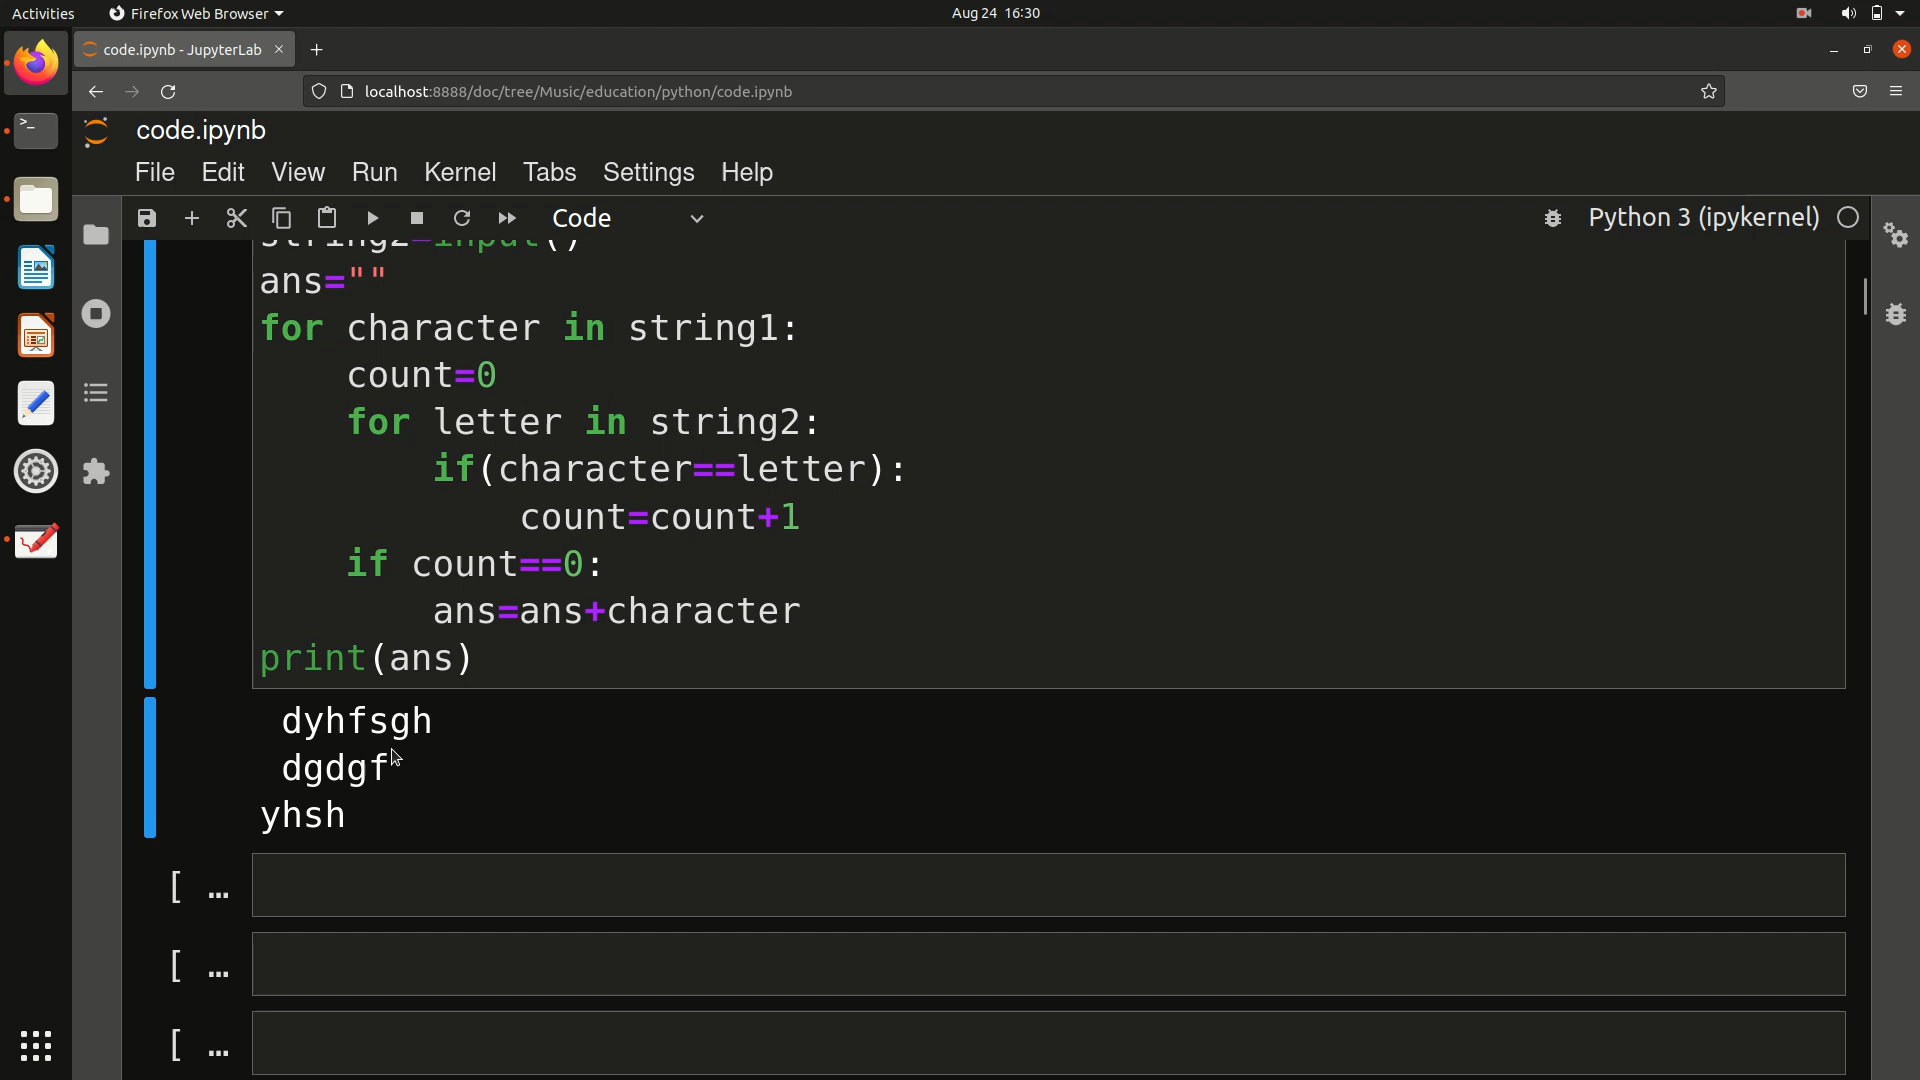 Activities Firefox Web Browser Aug 24 16:30
code.ipynb - JupyterLab
localhost:8888/doc/tree/Music/education/python/code.ipynb
code.ipynb
File Edit View Run Kernel Tabs Settings Help
Code Python 3 (ipykernel)
string2=input()
ans=""
for character in string1:
    count=0
    for letter in string2:
        if(character==letter):
            count=count+1
    if count==0:
        ans=ans+character
print(ans)
dyhfsgh
dgdgf
yhsh
[ …
[ …
[ …